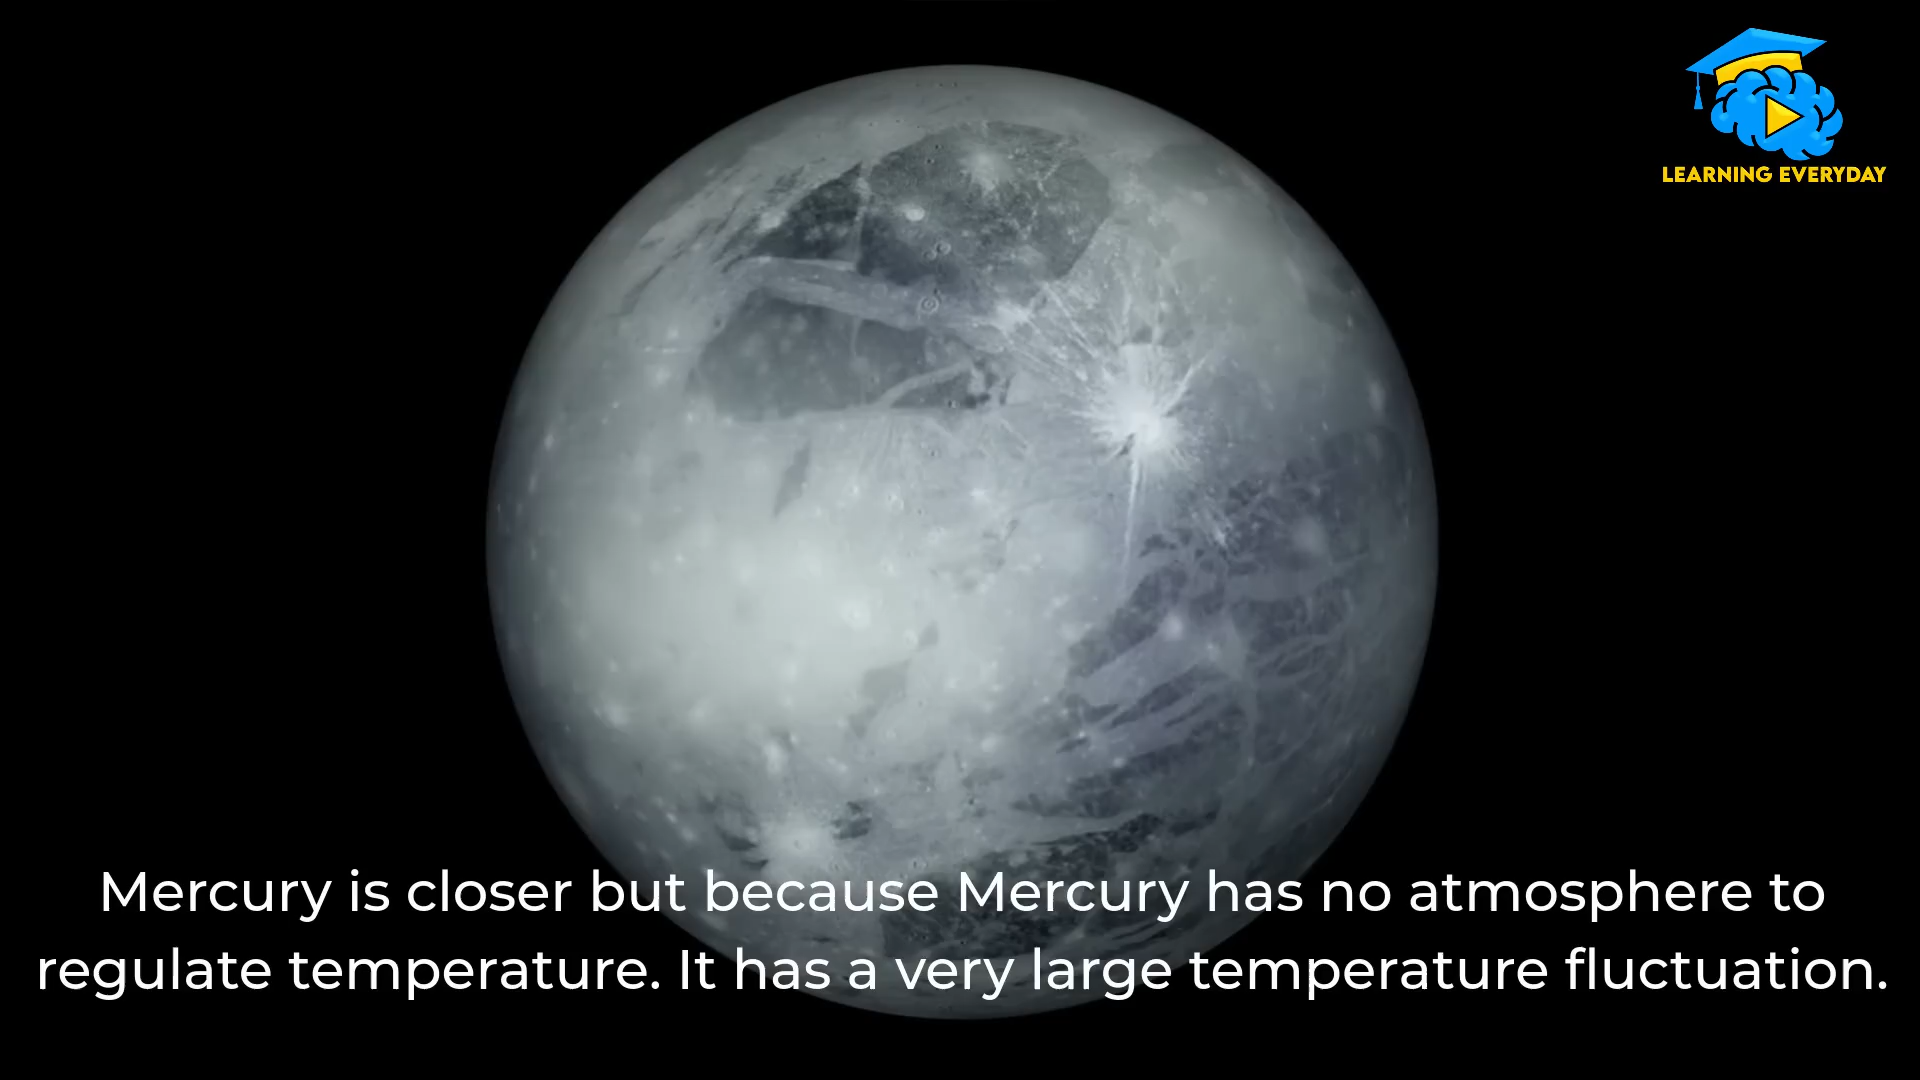 LEARNING EVERYDAY
Mercury is closer but because Mercury has no atmosphere to
regulate temperature. It has a very large temperature fluctuation.